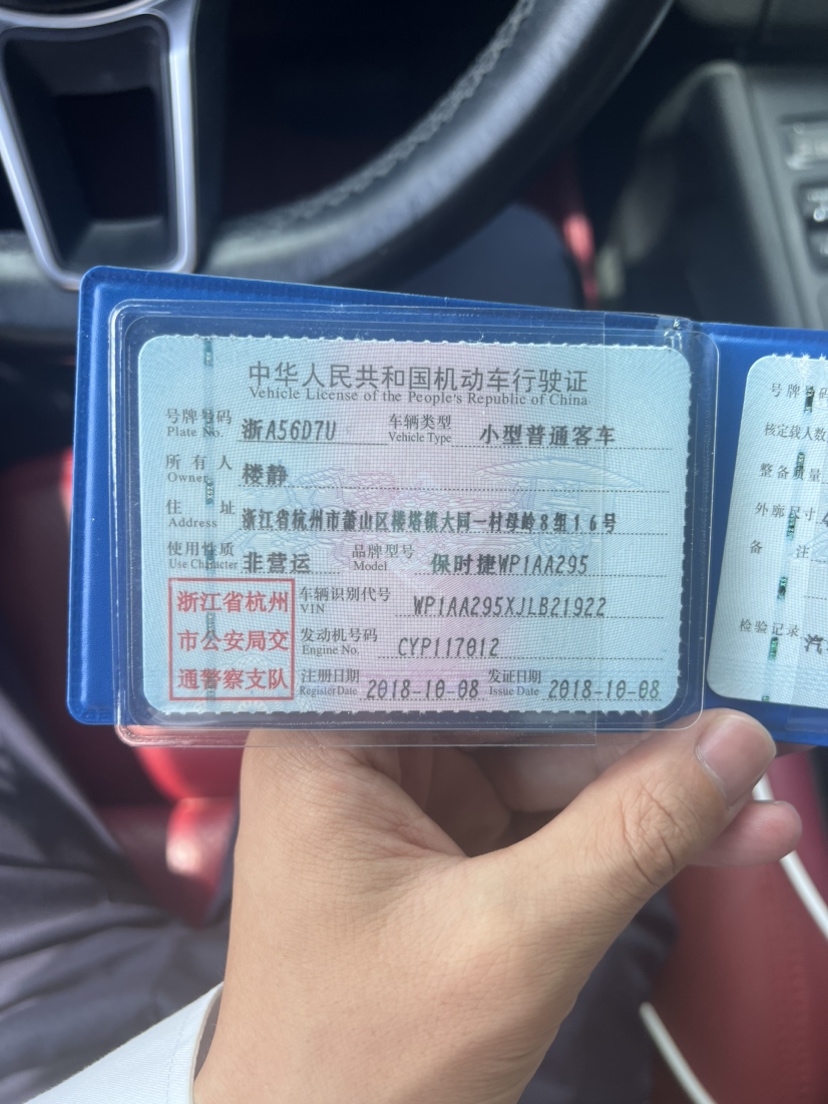 中华人民共和国机动车行驶证
Vehicle License of the People's Republic of China
号牌号码 浙A56D7U 车辆类型 小型普通客车
Plate No. Vehicle Type
所有人 楼静
Owner
住址 浙江省杭州市萧山区楼塔镇大同一村母岭8组16号
Address
使用性质 非营运 品牌型号 保时捷WP1AA295
Use Character Model
浙江省杭州
市公安局交
通警察支队
车辆识别代号 WP1AA295XJLB21922
VIN
发动机号码 CYP117012
Engine No.
注册日期 2018-10-08 发证日期 2018-10-08
Register Date Issue Date
号牌号码
核定载人数
整备质量
外廓尺寸
备注
检验记录